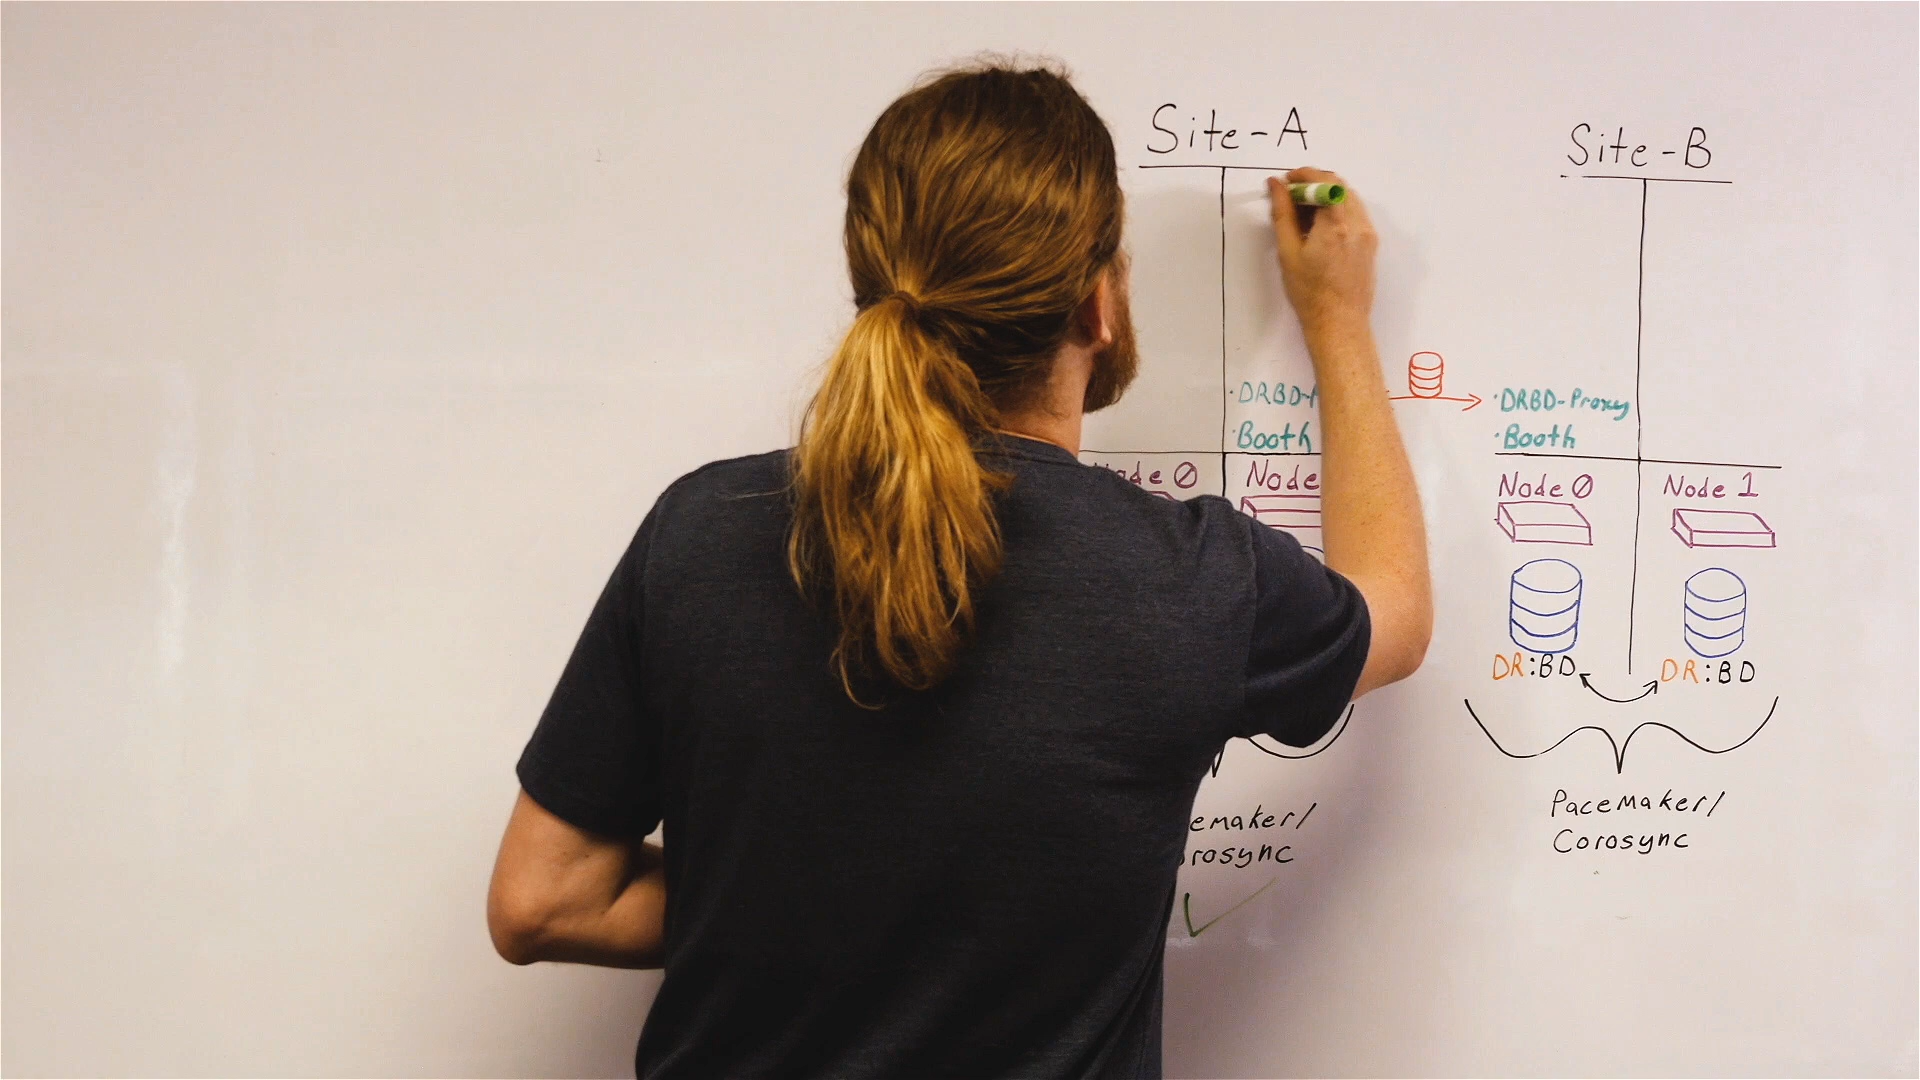 Site-A
Site-B
·DRBD-
·Booth
·DRBD-Proxy
·Booth
Node 0
Node
Node 0
Node 1
DR:BD
DR:BD
emaker/
orosync
Pacemaker/
Corosync